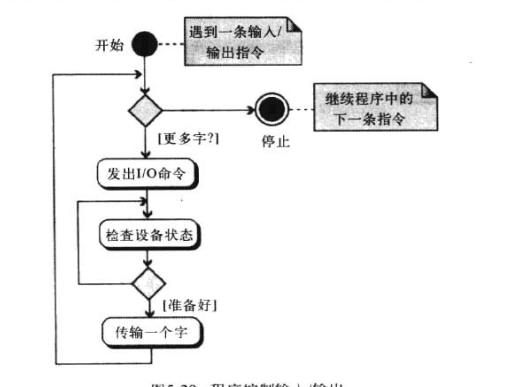 开始
遇到一条输入/
输出指令
继续程序中的
下一条指令
停止
[更多字?]
发出I/O命令
检查设备状态
[准备好]
传输一个字